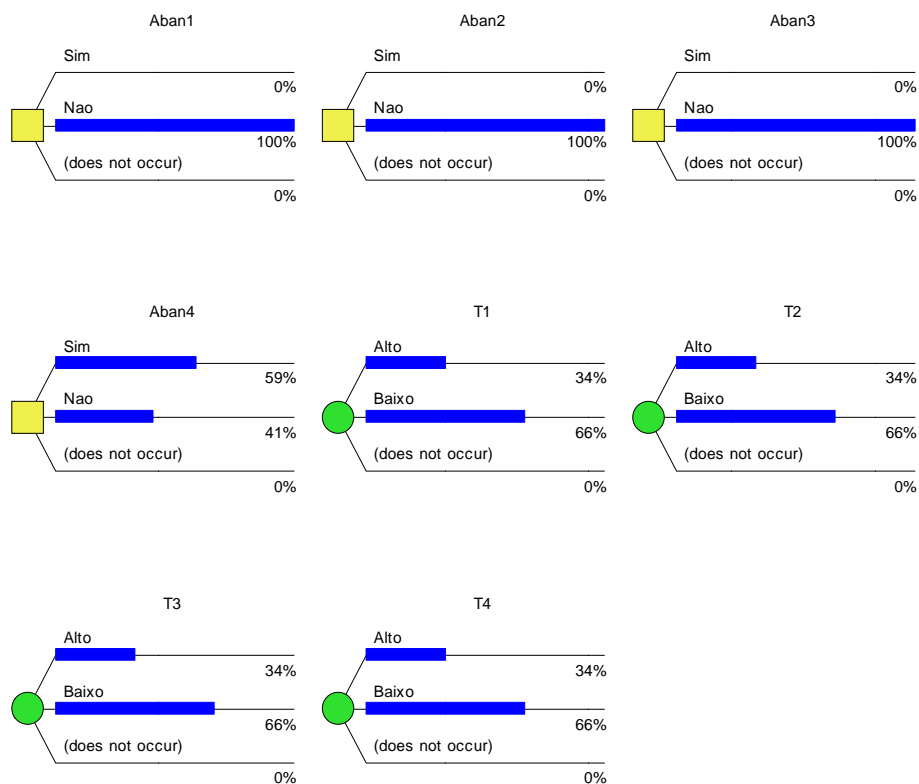 Aban1
Sim
0%
Nao
100%
(does not occur)
0%
Aban2
Sim
0%
Nao
100%
(does not occur)
0%
Aban3
Sim
0%
Nao
100%
(does not occur)
0%
Aban4
Sim
59%
Nao
41%
(does not occur)
0%
T1
Alto
34%
Baixo
66%
(does not occur)
0%
T2
Alto
34%
Baixo
66%
(does not occur)
0%
T3
Alto
34%
Baixo
66%
(does not occur)
0%
T4
Alto
34%
Baixo
66%
(does not occur)
0%